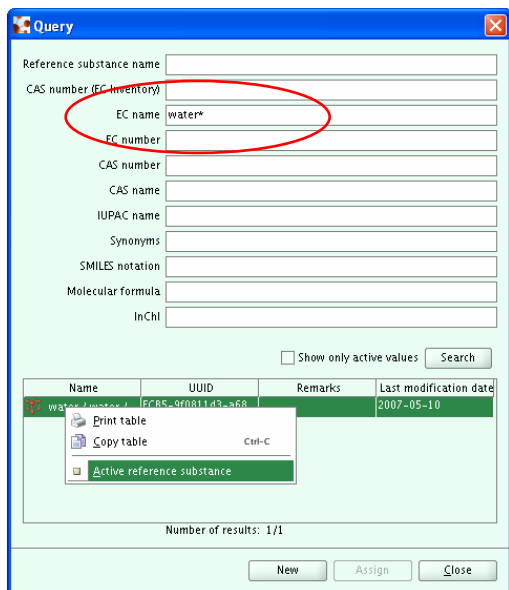 Query
Reference substance name
CAS number (EC Inventory)
EC name water*
EC number
CAS number
CAS name
IUPAC name
Synonyms
SMILES notation
Molecular formula
InChI
Show only active values Search
Name UUID Remarks Last modification date
water / water / ECB5-9f0811d3-a68 2007-05-10
Print table
Copy table Ctrl-C
Active reference substance
Number of results: 1/1
New Assign Close